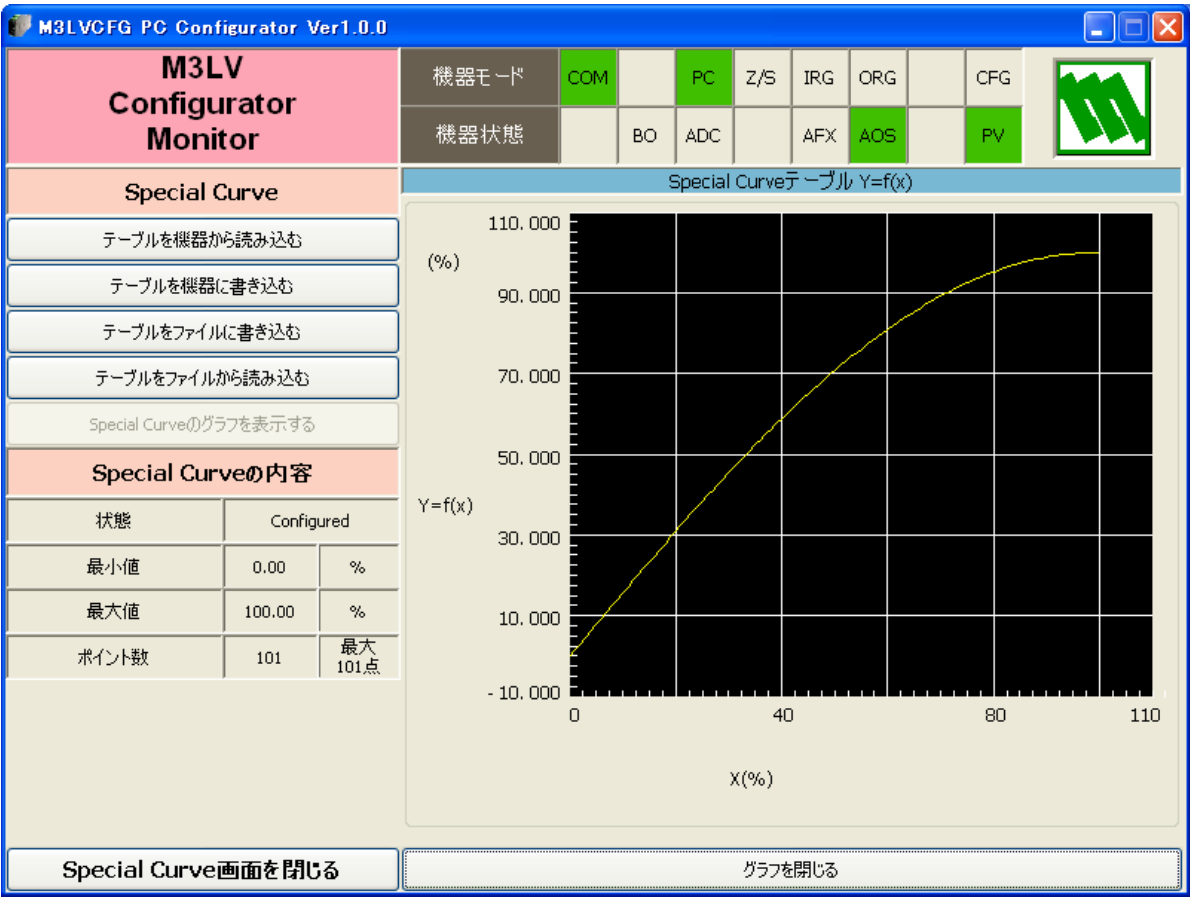 M3LVCFG PC Configurator Ver1.0.0
M3LV
Configurator
Monitor
機器モード COM PC Z/S IRG ORG CFG
機器状態 BO ADC AFX AOS PV
Special Curve
テーブルを機器から読み込む
テーブルを機器に書き込む
テーブルをファイルに書き込む
テーブルをファイルから読み込む
Special Curveのグラフを表示する
Special Curveの内容
状態 Configured
最小値 0.00 %
最大値 100.00 %
ポイント数 101 最大
101点
Special Curveテーブル Y=f(x)
110.000
(%)
90.000
70.000
50.000
Y=f(x)
30.000
10.000
-10.000
0 40 80 110
X(%)
Special Curve画面を閉じる
グラフを閉じる